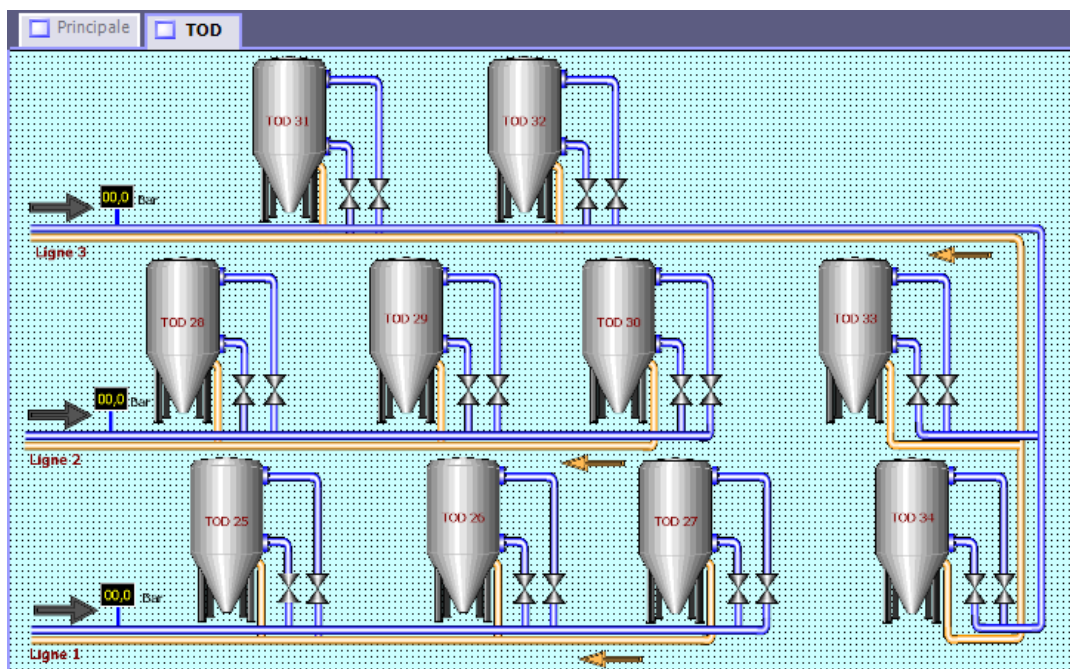 Principale
TOD
TOD 31
TOD 32
00,0 Bar
Ligne 3
TOD 28
TOD 29
TOD 30
TOD 33
00,0 Bar
Ligne 2
TOD 25
TOD 26
TOD 27
TOD 34
00,0 Bar
Ligne 1